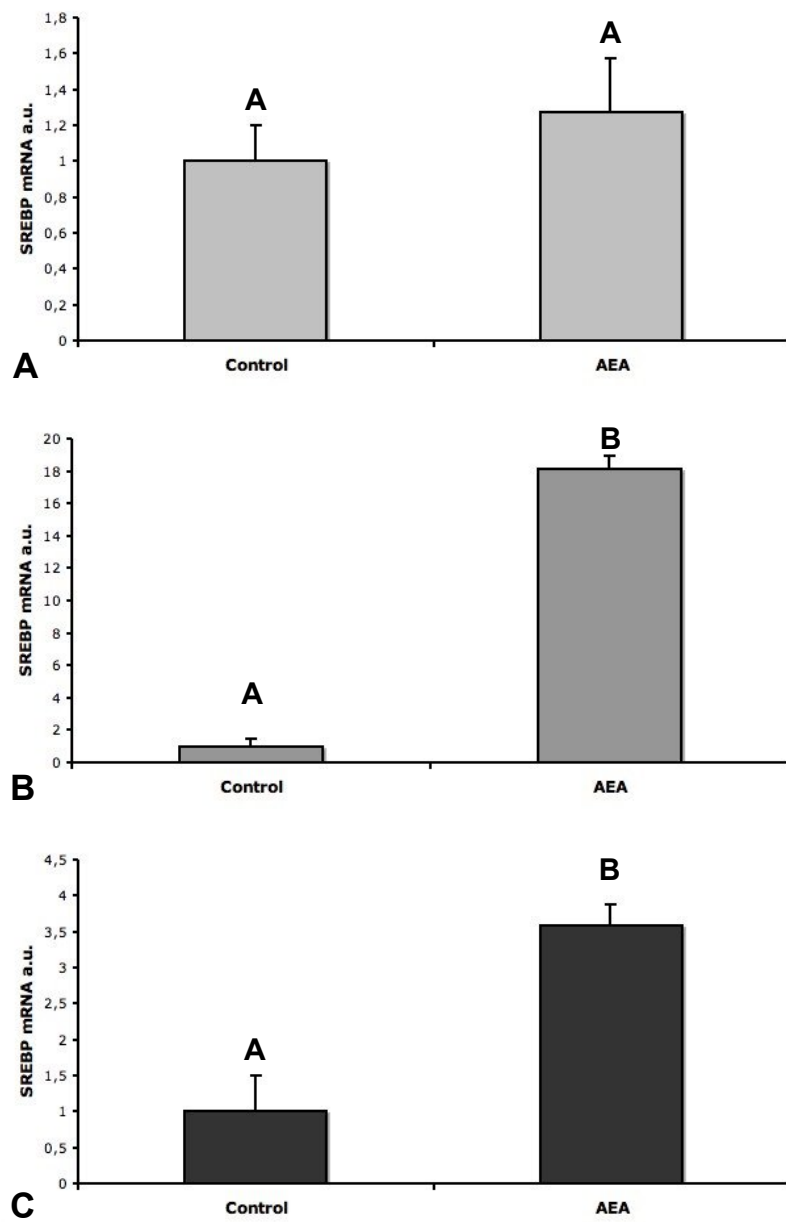 1,8
1,6
1,4
1,2
1
0,8
0,6
0,4
0,2
0
SREBP mRNA a.u.
A
A
Control
AEA
A
20
18
16
14
12
10
8
6
4
2
0
SREBP mRNA a.u.
A
B
Control
AEA
B
4,5
4
3,5
3
2,5
2
1,5
1
0,5
0
SREBP mRNA a.u.
A
B
Control
AEA
C